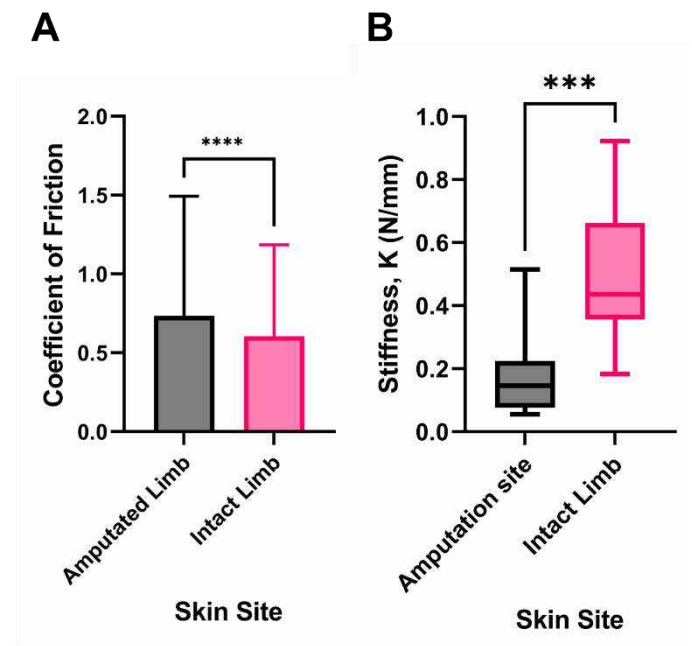 A
B
****
***
Coefficient of Friction
2.0
1.5
1.0
0.5
0.0
Amputated Limb
Intact Limb
Skin Site
Stiffness, K (N/mm)
1.0
0.8
0.6
0.4
0.2
0.0
Amputation site
Intact Limb
Skin Site